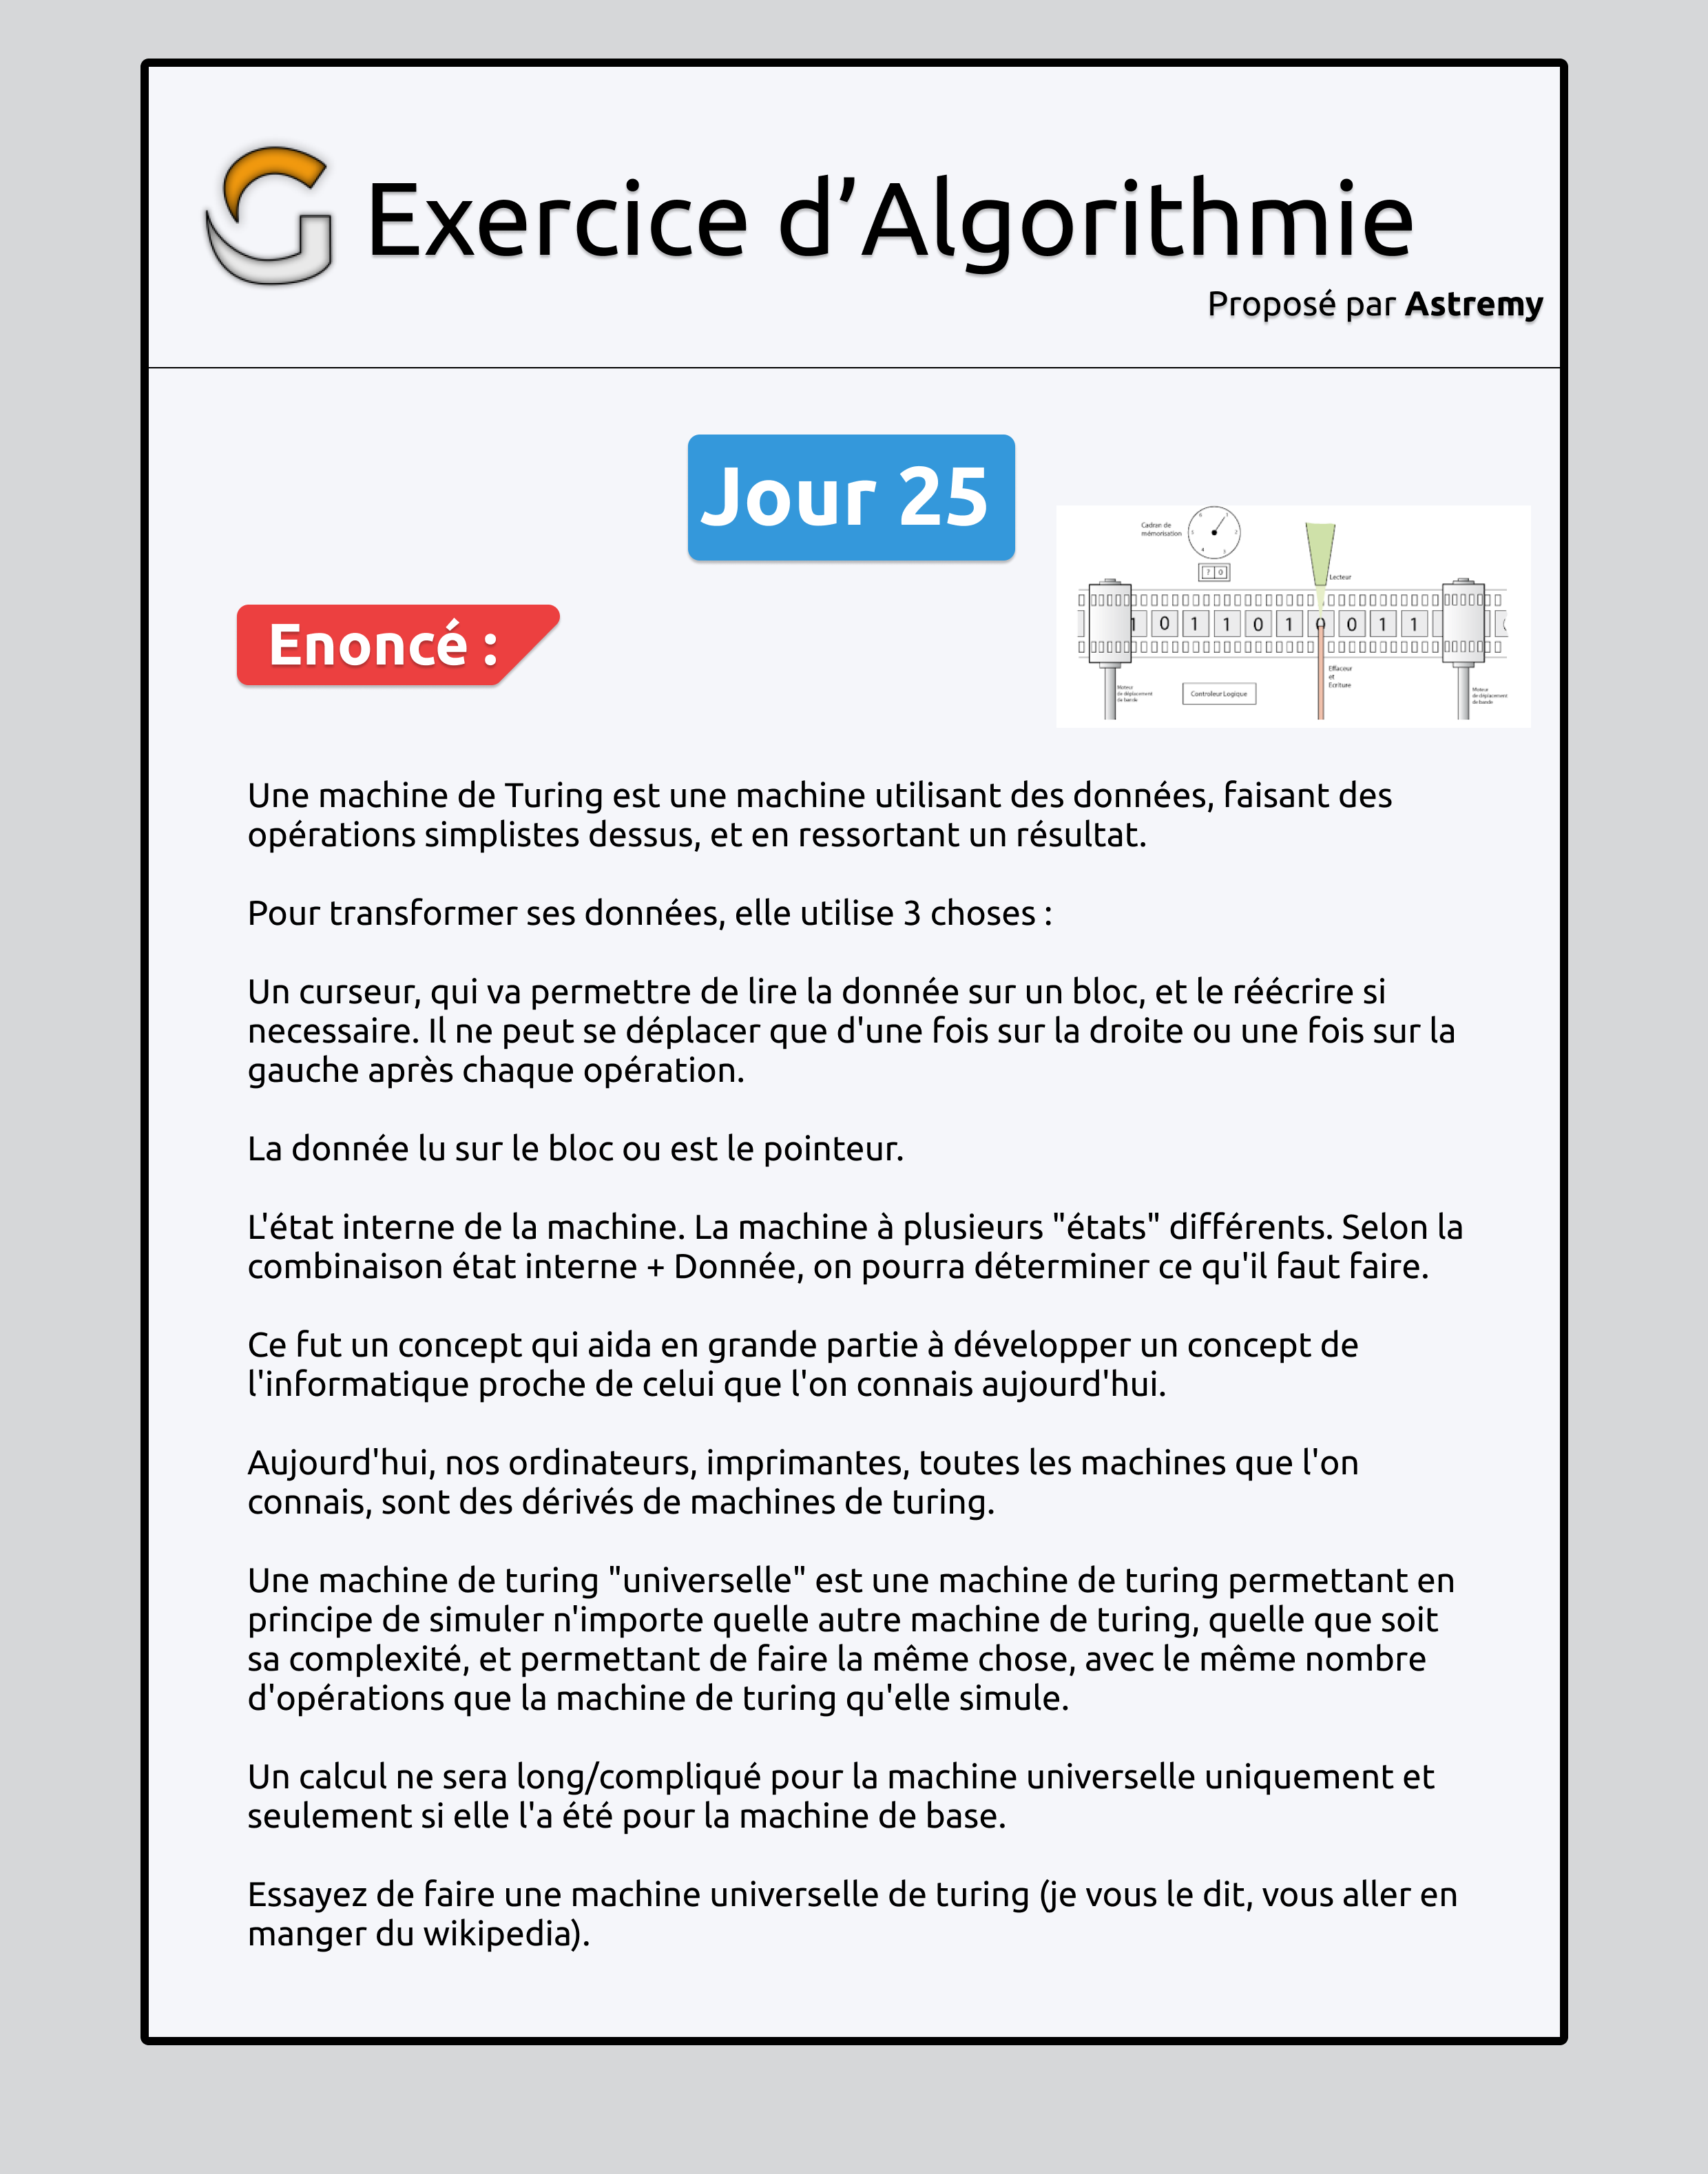 Exercice d’Algorithmie
Proposé par Astremy
Jour 25
Enoncé :
Cadran de
mémorisation
0
1
2
3
4
5
7 0
Lecteur
1 0 1 1 0 1 0 0 1 1
Effaceur
et
Ecriture
Moteur
de déplacement
de bande
Controleur Logique
Moteur
de déplacement
de bande
Une machine de Turing est une machine utilisant des données, faisant des
opérations simplistes dessus, et en ressortant un résultat.
Pour transformer ses données, elle utilise 3 choses :
Un curseur, qui va permettre de lire la donnée sur un bloc, et le réécrire si
necessaire. Il ne peut se déplacer que d'une fois sur la droite ou une fois sur la
gauche après chaque opération.
La donnée lu sur le bloc ou est le pointeur.
L'état interne de la machine. La machine à plusieurs "états" différents. Selon la
combinaison état interne + Donnée, on pourra déterminer ce qu'il faut faire.
Ce fut un concept qui aida en grande partie à développer un concept de
l'informatique proche de celui que l'on connais aujourd'hui.
Aujourd'hui, nos ordinateurs, imprimantes, toutes les machines que l'on
connais, sont des dérivés de machines de turing.
Une machine de turing "universelle" est une machine de turing permettant en
principe de simuler n'importe quelle autre machine de turing, quelle que soit
sa complexité, et permettant de faire la même chose, avec le même nombre
d'opérations que la machine de turing qu'elle simule.
Un calcul ne sera long/compliqué pour la machine universelle uniquement et
seulement si elle l'a été pour la machine de base.
Essayez de faire une machine universelle de turing (je vous le dit, vous aller en
manger du wikipedia).